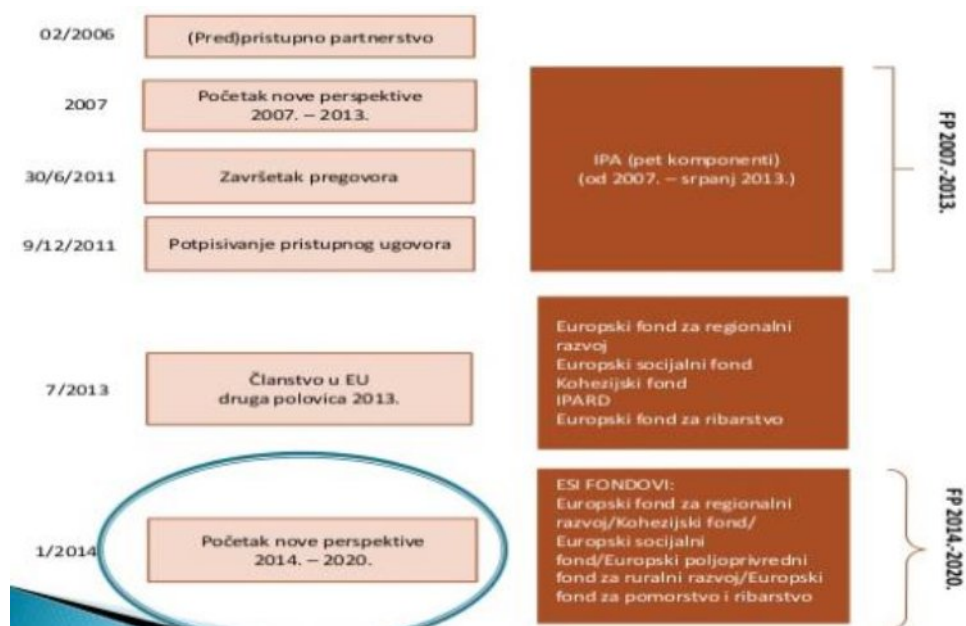 02/2006
(Pred)pristupno partnerstvo
2007
Početak nove perspektive
2007. – 2013.
30/6/2011
Završetak pregovora
9/12/2011
Potpisivanje pristupnog ugovora
IPA (pet komponenti)
(od 2007. – srpanj 2013.)
FP 2007.-2013.
7/2013
Članstvo u EU
druga polovica 2013.
Europski fond za regionalni
razvoj
Europski socijalni fond
Kohezijski fond
IPARD
Europski fond za ribarstvo
1/2014
Početak nove perspektive
2014. – 2020.
ESI FONDOVI:
Europski fond za regionalni
razvoj/Kohezijski fond/
Europski socijalni
fond/Europski poljoprivredni
fond za ruralni razvoj/Europski
fond za pomorstvo i ribarstvo
FP 2014.-2020.